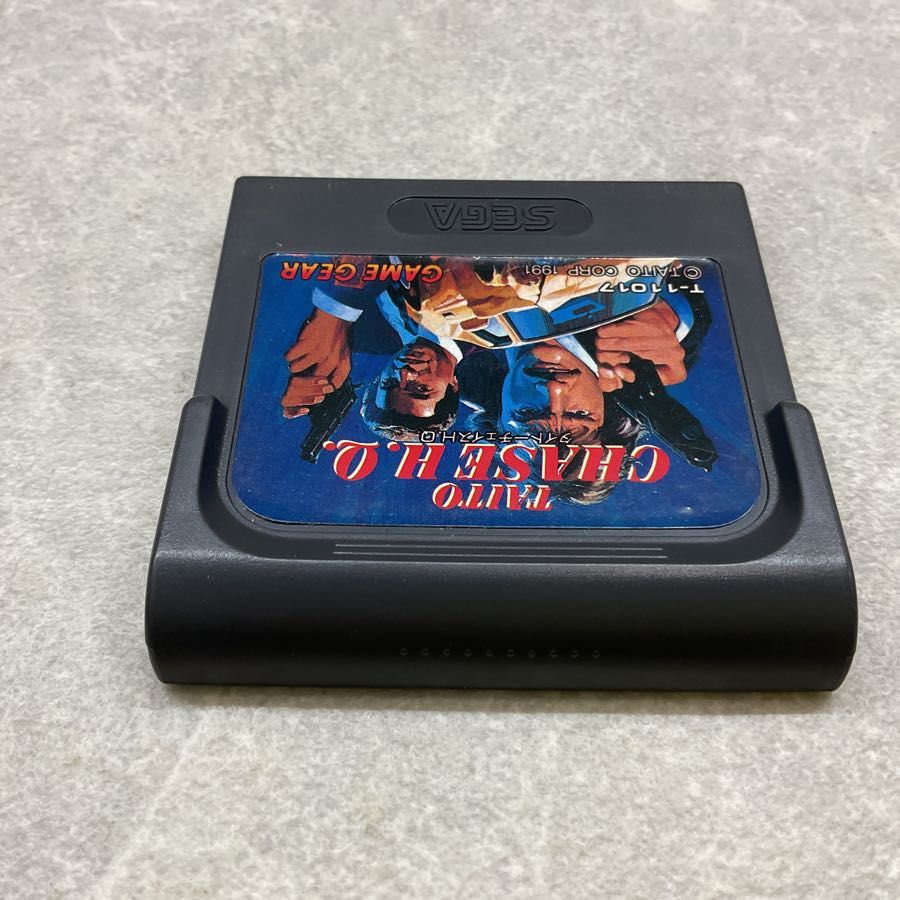 TAITO
CHASE H.Q.
タイトーチェイスH.Q.
T-11017
©TAITO CORP. 1991
GAME GEAR
SEGA